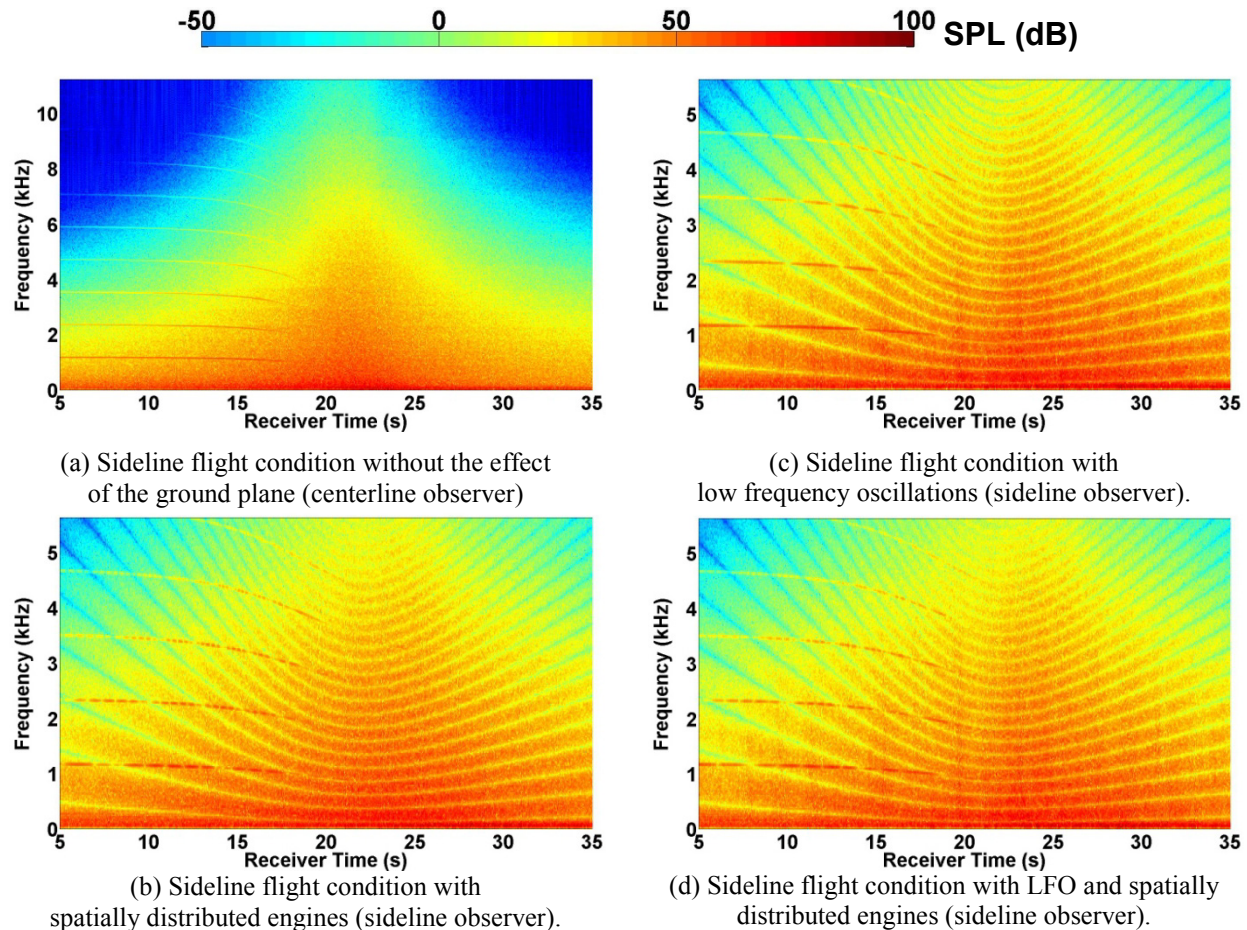 -50 0 50 100 SPL (dB)
10
8
6
4
2
0
Frequency (kHz)
5 10 15 20 25 30 35
Receiver Time (s)
(a) Sideline flight condition without the effect
of the ground plane (centerline observer)
5
4
3
2
1
0
Frequency (kHz)
5 10 15 20 25 30 35
Receiver Time (s)
(c) Sideline flight condition with
low frequency oscillations (sideline observer).
5
4
3
2
1
0
Frequency (kHz)
5 10 15 20 25 30 35
Receiver Time (s)
(b) Sideline flight condition with
spatially distributed engines (sideline observer).
5
4
3
2
1
0
Frequency (kHz)
5 10 15 20 25 30 35
Receiver Time (s)
(d) Sideline flight condition with LFO and spatially
distributed engines (sideline observer).